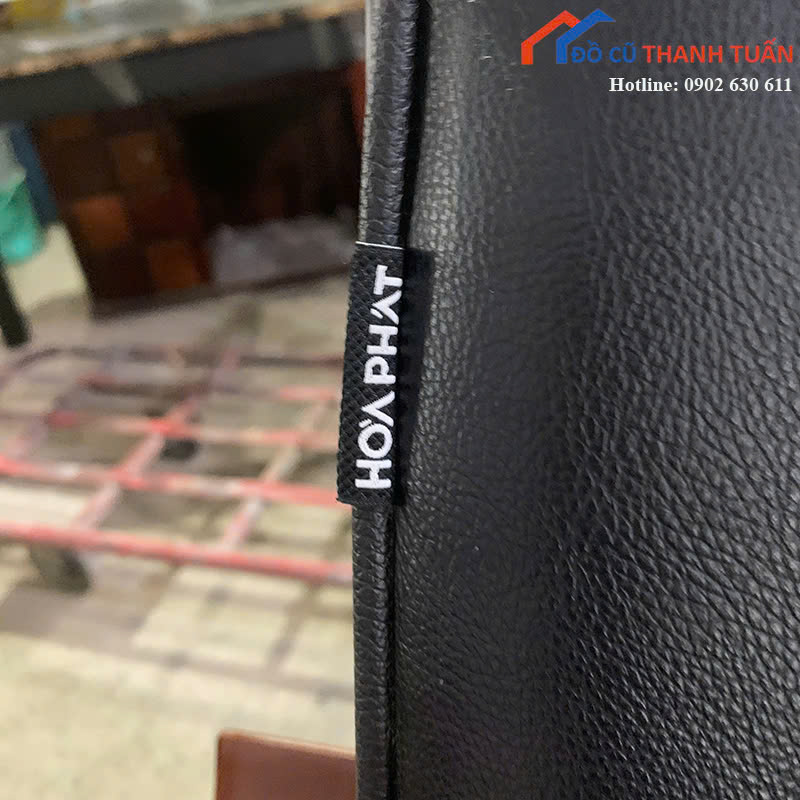 ĐỒ CŨ THANH TUẤN
Hotline: 0902 630 611
HÒA PHÁT